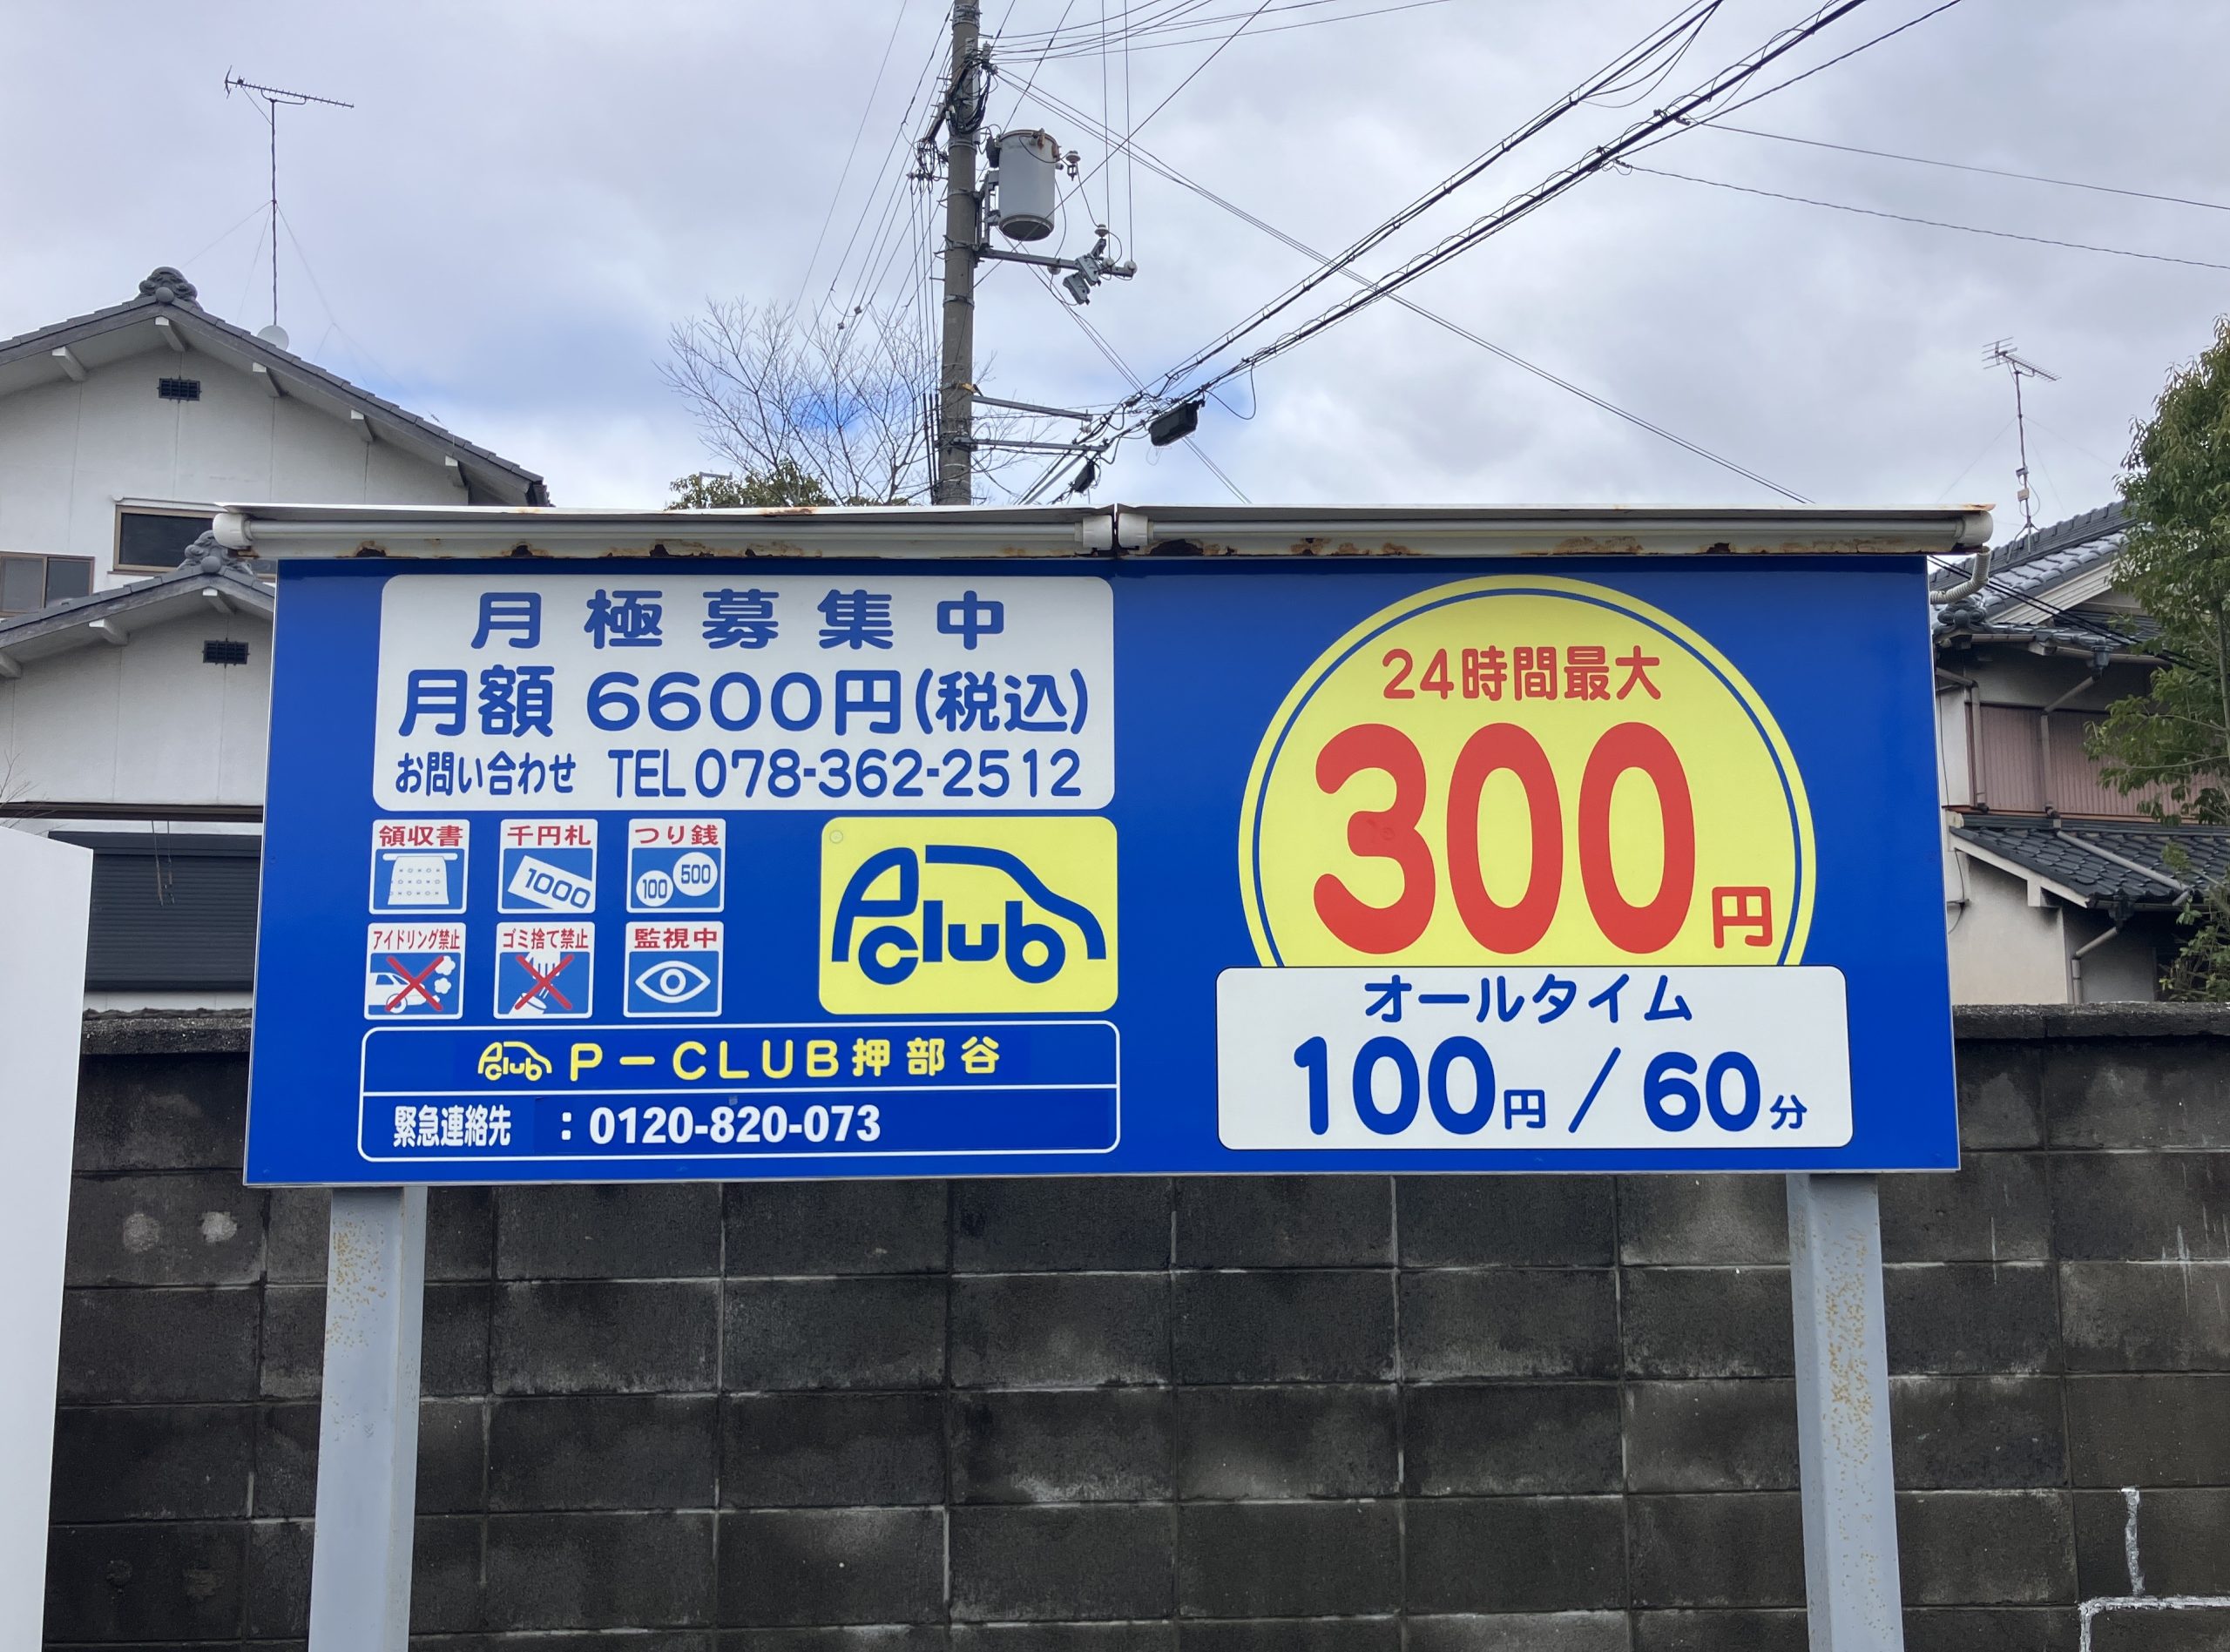 月極募集中
月額 6600円(税込)
お問い合わせ TEL078-362-2512
領収書
千円札
1000
つり銭
100 500
アイドリング禁止
ゴミ捨て禁止
監視中
Pclub
Pclub P-CLUB押部谷
緊急連絡先 :0120-820-073
24時間最大
300円
オールタイム
100円/60分